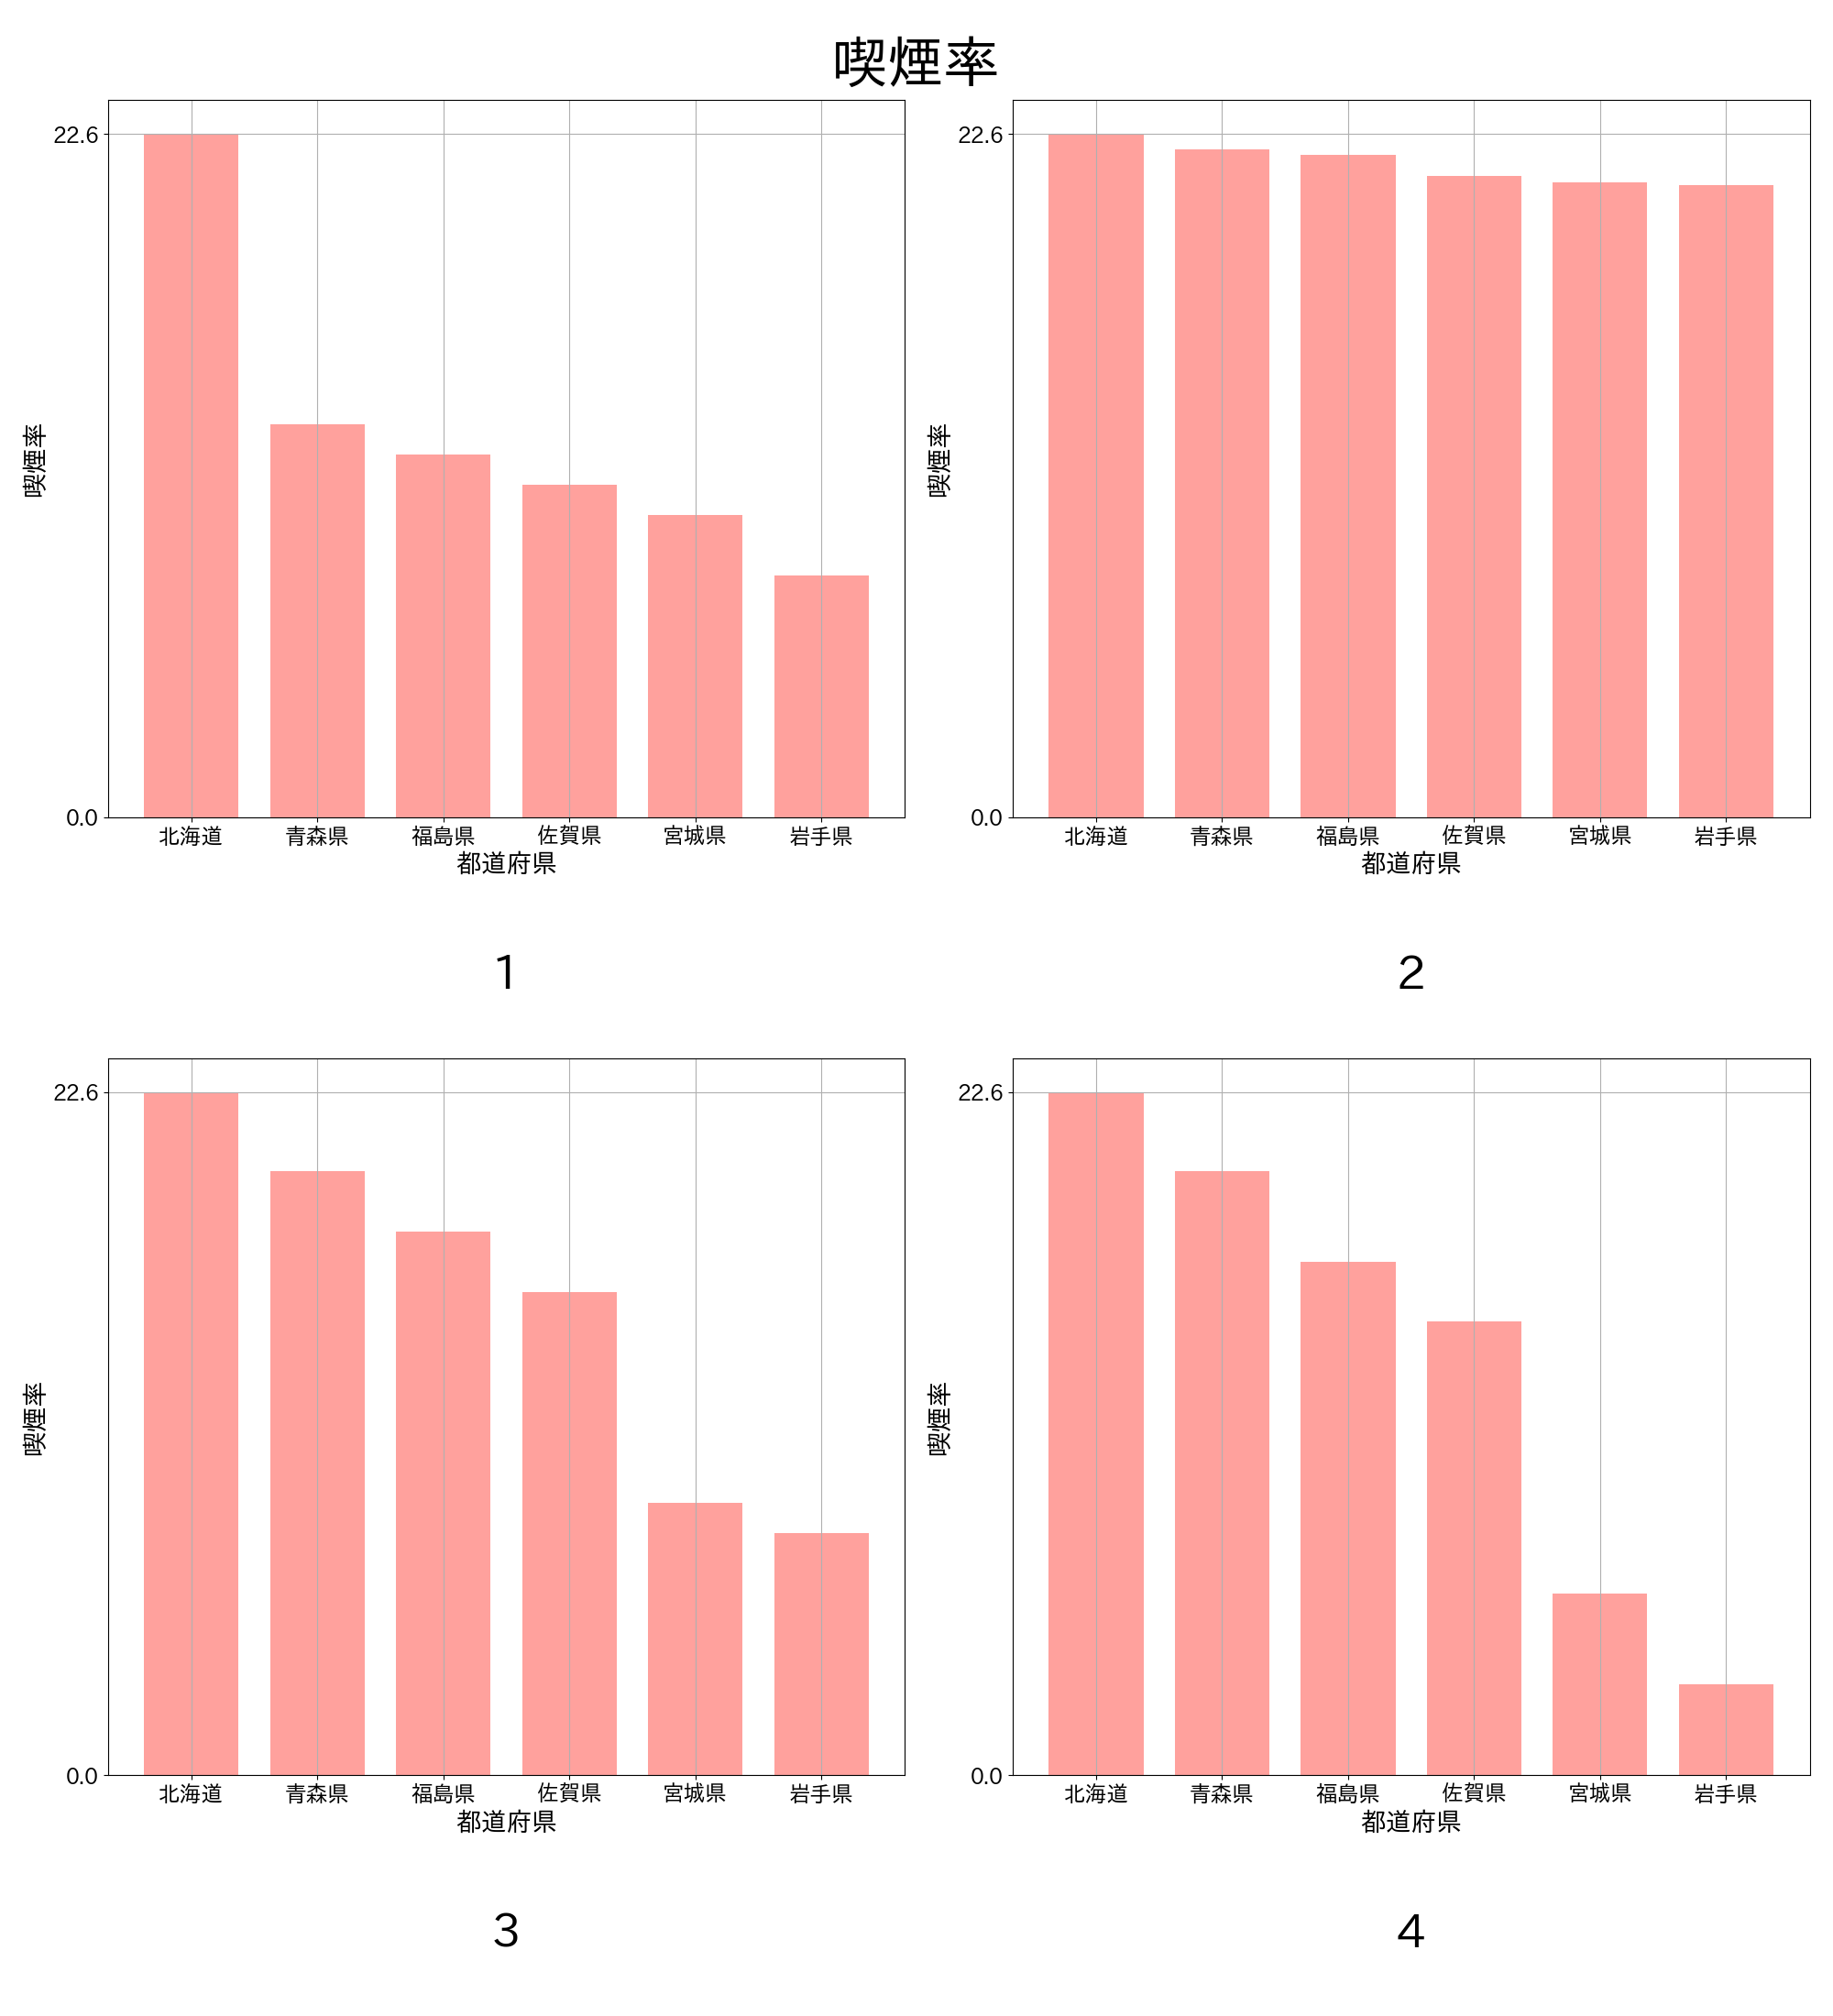 喫煙率
22.6
0.0
喫煙率
北海道 青森県 福島県 佐賀県 宮城県 岩手県
都道府県
1
22.6
0.0
喫煙率
北海道 青森県 福島県 佐賀県 宮城県 岩手県
都道府県
2
22.6
0.0
喫煙率
北海道 青森県 福島県 佐賀県 宮城県 岩手県
都道府県
3
22.6
0.0
喫煙率
北海道 青森県 福島県 佐賀県 宮城県 岩手県
都道府県
4